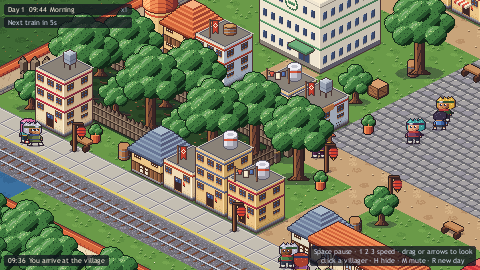 Day 1 09:44 Morning x1
Next train in 5s
09:36 You arrive at the village
Space pause · 1 2 3 speed · drag or arrows to look
click a villager · H hide · M mute · R new day